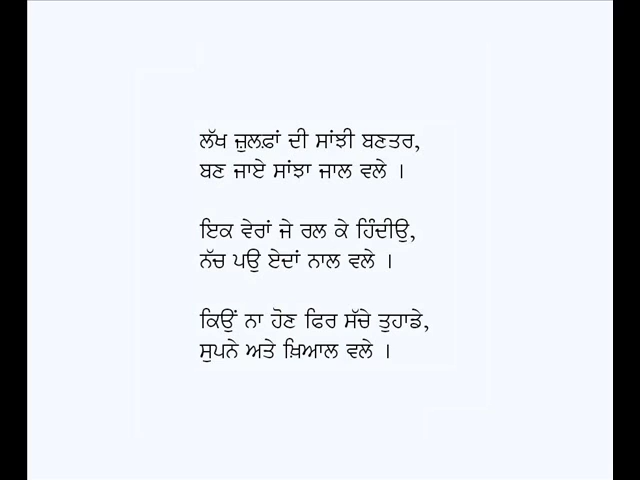 ਲੱਖ ਜ਼ੁਲਫ਼ਾਂ ਦੀ ਸਾਂਝੀ ਬਣਤਰ,
ਬਣ ਜਾਏ ਸਾਂਝਾ ਜਾਲ ਵਲੇ ।
ਇਕ ਵੇਰਾਂ ਜੇ ਰਲ ਕੇ ਹਿੰਦੀਉ,
ਨੱਚ ਪਉ ਏਦਾਂ ਨਾਲ ਵਲੇ ।
ਕਿਉਂ ਨਾ ਹੋਣ ਫਿਰ ਸੱਚੇ ਤੁਹਾਡੇ,
ਸੁਪਨੇ ਅਤੇ ਖ਼ਿਆਲ ਵਲੇ ।